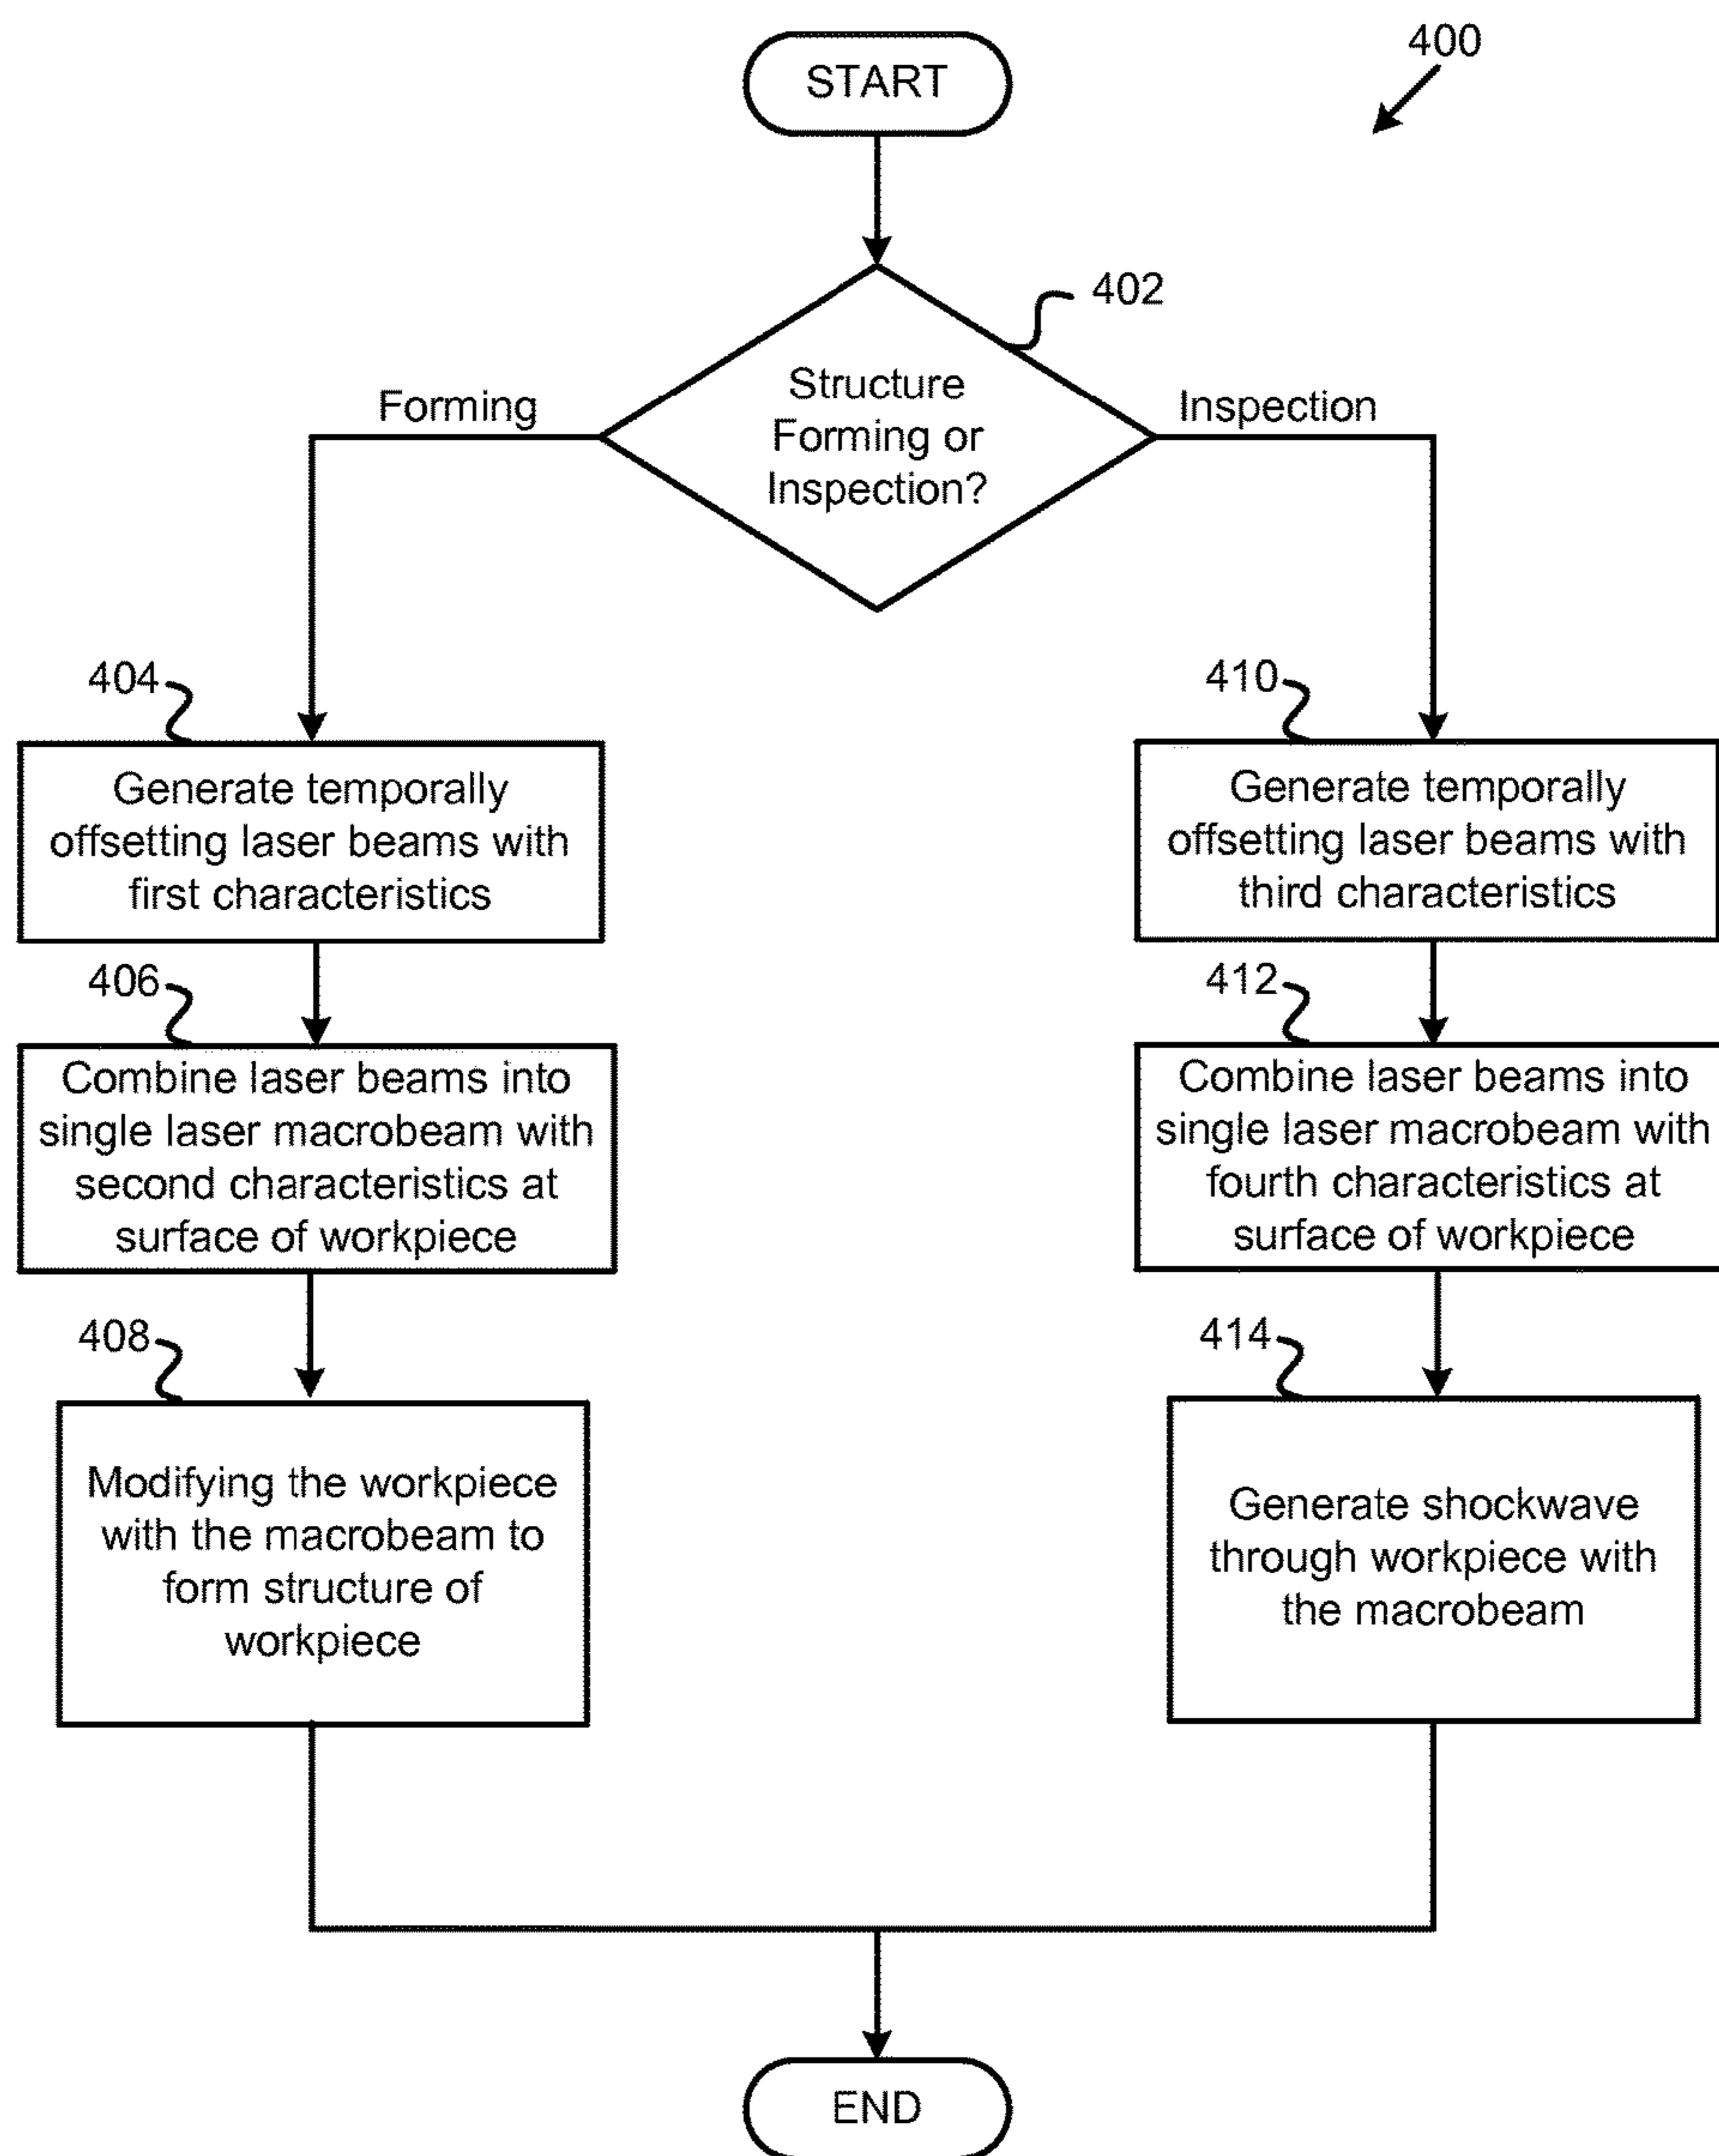 START
400
402
Structure
Forming or
Inspection?
Forming
Inspection
404
Generate temporally
offsetting laser beams with
first characteristics
406
Combine laser beams into
single laser macrobeam with
second characteristics at
surface of workpiece
408
Modifying the workpiece
with the macrobeam to
form structure of
workpiece
410
Generate temporally
offsetting laser beams with
third characteristics
412
Combine laser beams into
single laser macrobeam with
fourth characteristics at
surface of workpiece
414
Generate shockwave
through workpiece with
the macrobeam
END